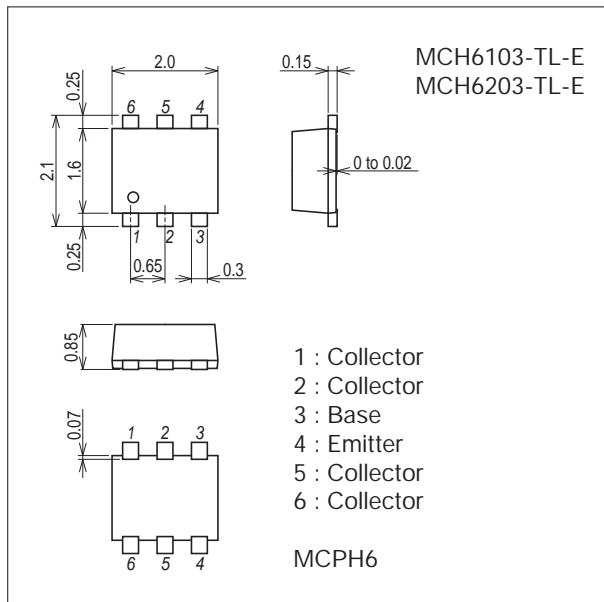 MCH6103-TL-E
MCH6203-TL-E
2.0
0.15
0.25
6 5 4
2.1
1.6
0 to 0.02
0.25
1 2 3
0.65
0.3
0.85
1 : Collector
2 : Collector
3 : Base
4 : Emitter
5 : Collector
6 : Collector
0.07
1 2 3
6 5 4
MCPH6